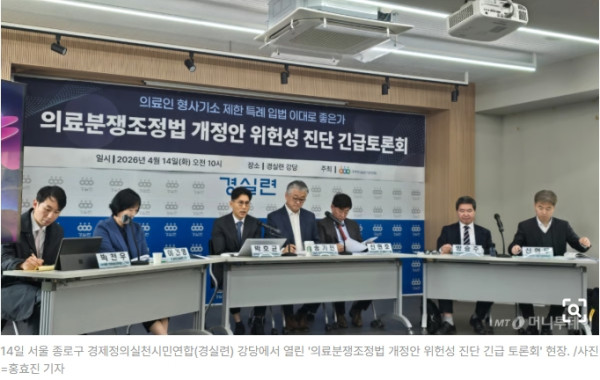 의료인 형사기소 제한 특례 입법 이대로 좋은가
의료분쟁조정법 개정안 위헌성 진단 긴급토론회
일시 | 2026년 4월 14일(화) 오전 10시 장소 | 경실련 강당 주최 |
경실련
신현호
MT 머니투데이
14일 서울 종로구 경제정의실천시민연합(경실련) 강당에서 열린 '의료분쟁조정법 개정안 위헌성 진단 긴급 토론회' 현장. /사진
=홍효진 기자